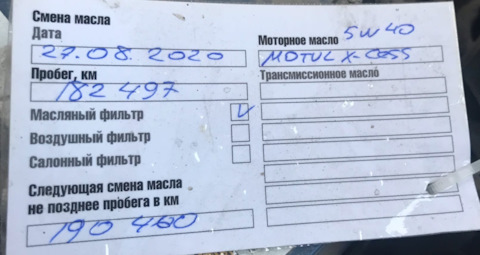 Смена масла
Дата
27.08.2020
Пробег, км
182 497
Масляный фильтр
Воздушный фильтр
Салонный фильтр
Следующая смена масла
не позднее пробега в км
190 460
Моторное масло 5W40
MOTUL X-CESS
Трансмиссионное масло